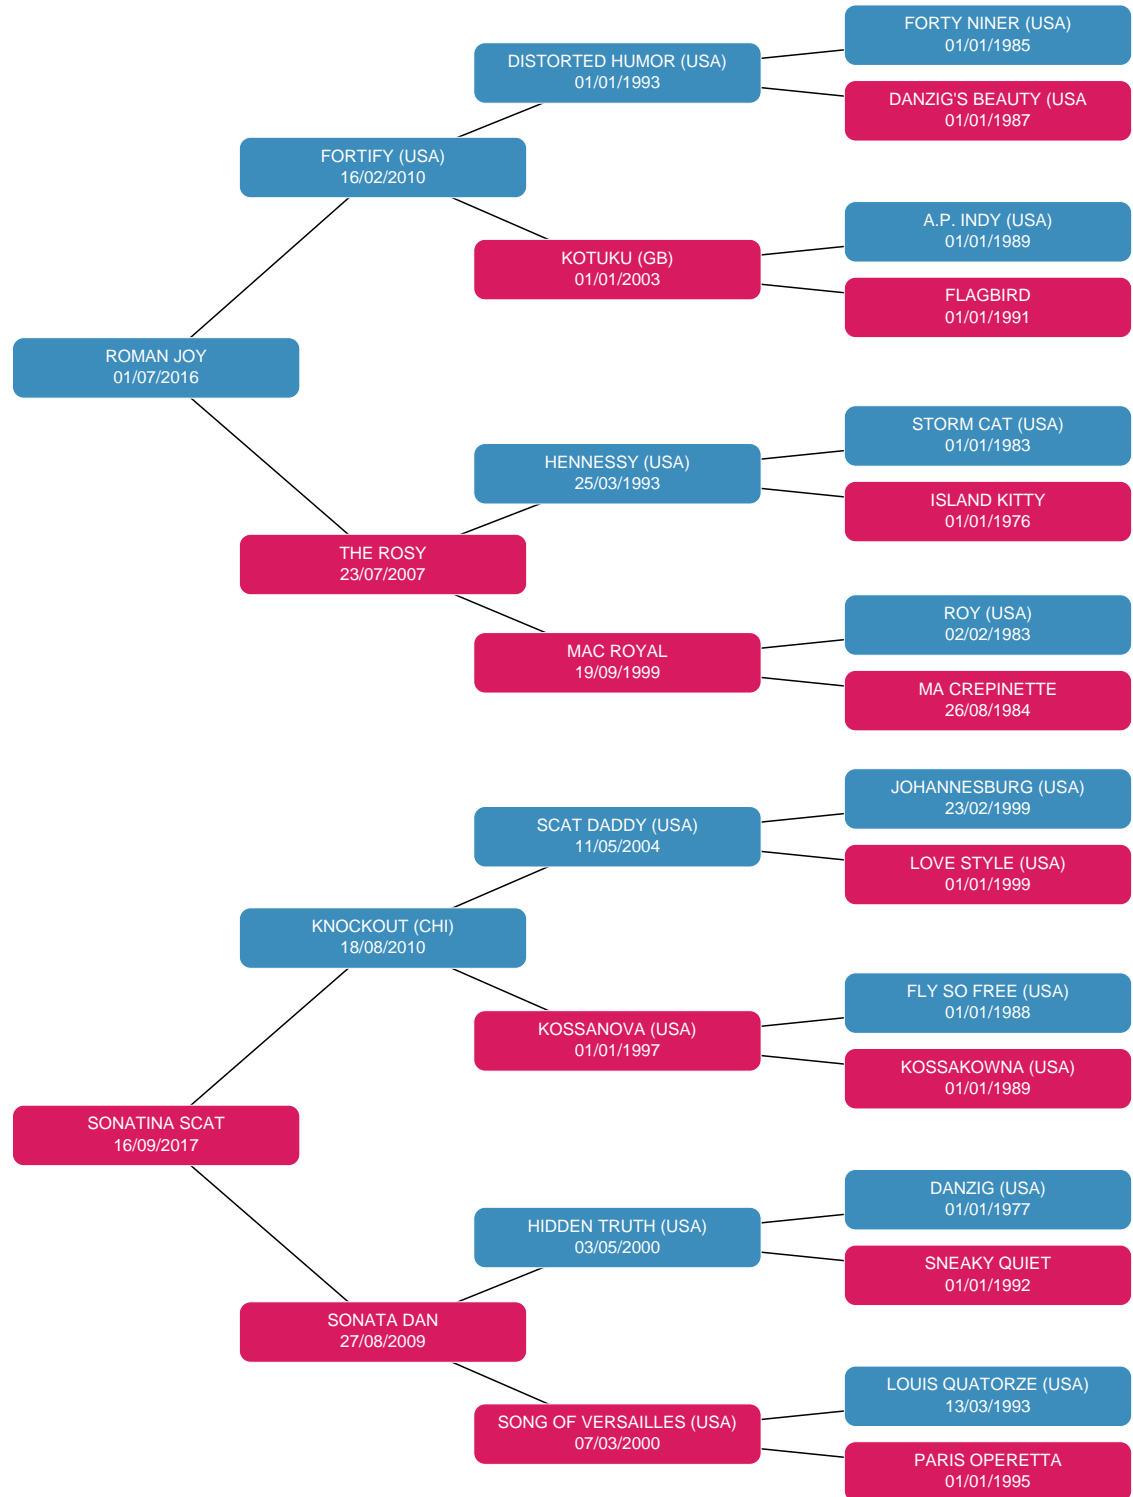 FORTY NINER (USA)
01/01/1985
DISTORTED HUMOR (USA)
01/01/1993
DANZIG'S BEAUTY (USA
01/01/1987
FORTIFY (USA)
16/02/2010
A.P. INDY (USA)
01/01/1989
KOTUKU (GB)
01/01/2003
FLAGBIRD
01/01/1991
ROMAN JOY
01/07/2016
STORM CAT (USA)
01/01/1983
HENNESSY (USA)
25/03/1993
ISLAND KITTY
01/01/1976
THE ROSY
23/07/2007
ROY (USA)
02/02/1983
MAC ROYAL
19/09/1999
MA CREPINETTE
26/08/1984
JOHANNESBURG (USA)
23/02/1999
SCAT DADDY (USA)
11/05/2004
LOVE STYLE (USA)
01/01/1999
KNOCKOUT (CHI)
18/08/2010
FLY SO FREE (USA)
01/01/1988
KOSSANOVA (USA)
01/01/1997
KOSSAKOWNA (USA)
01/01/1989
SONATINA SCAT
16/09/2017
DANZIG (USA)
01/01/1977
HIDDEN TRUTH (USA)
03/05/2000
SNEAKY QUIET
01/01/1992
SONATA DAN
27/08/2009
LOUIS QUATORZE (USA)
13/03/1993
SONG OF VERSAILLES (USA)
07/03/2000
PARIS OPERETTA
01/01/1995